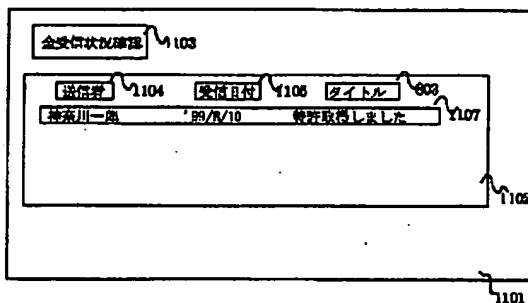 全受信状況確認 1103
送信者 1104 受信日付 1105 タイトル 803
神奈川一郎 '99/8/10 特許取得しました 1107
1102
1101